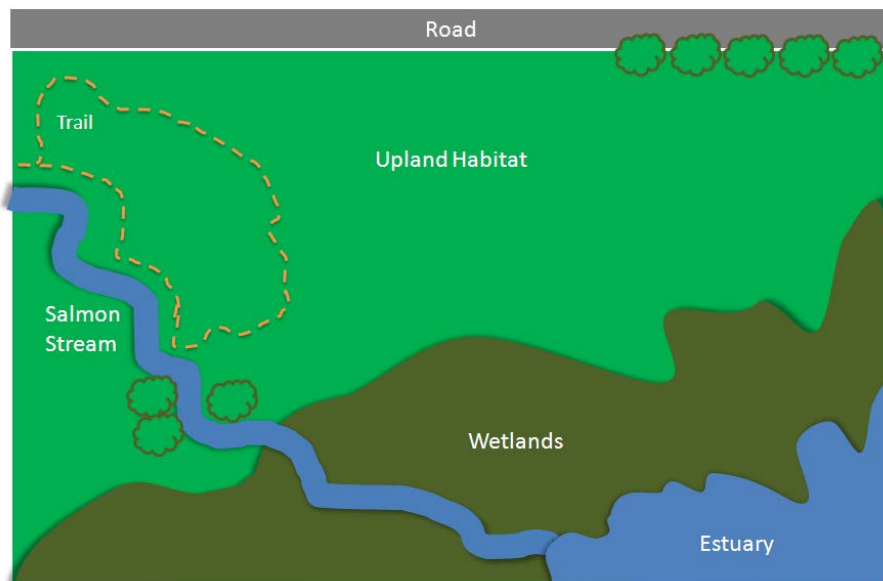 Road
Trail
Upland Habitat
Salmon
Stream
Wetlands
Estuary